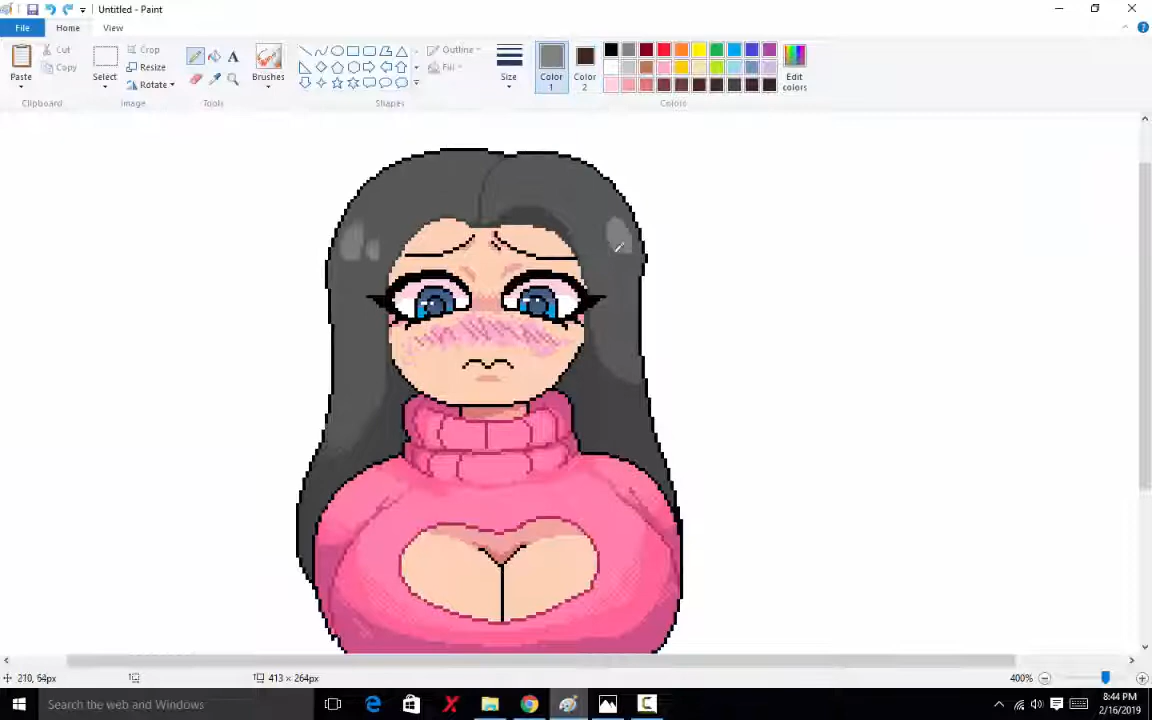 Untitled - Paint
File Home View
Paste
Cut
Copy
Clipboard
Select
Crop
Resize
Rotate
Image
A
Tools
Brushes
Outline
Fill
Shapes
Size
Color 1
Color 2
Edit colors
Colors
210, 64px
413 × 264px
400%
Search the web and Windows
8:44 PM
2/16/2019